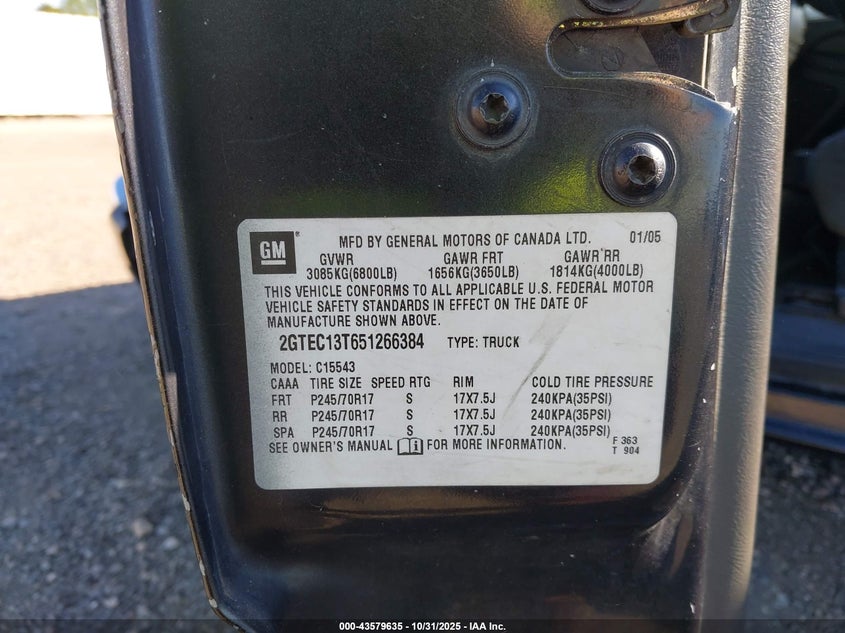 GM® MFD BY GENERAL MOTORS OF CANADA LTD. 01/05
GVWR GAWR FRT GAWR RR
3085KG(6800LB) 1656KG(3650LB) 1814KG(4000LB)
THIS VEHICLE CONFORMS TO ALL APPLICABLE U.S. FEDERAL MOTOR
VEHICLE SAFETY STANDARDS IN EFFECT ON THE DATE OF
MANUFACTURE SHOWN ABOVE.
2GTEC13T651266384 TYPE: TRUCK
MODEL: C15543
CAAA TIRE SIZE SPEED RTG RIM COLD TIRE PRESSURE
FRT P245/70R17 S 17X7.5J 240KPA(35PSI)
RR P245/70R17 S 17X7.5J 240KPA(35PSI)
SPA P245/70R17 S 17X7.5J 240KPA(35PSI)
SEE OWNER'S MANUAL FOR MORE INFORMATION. F 363
T 904
000-43579635 - 10/31/2025 - IAA Inc.